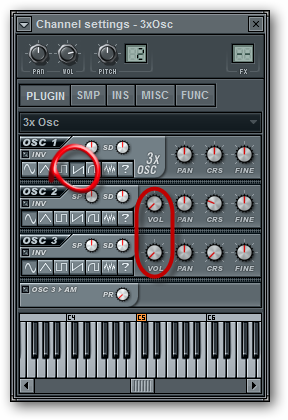 Channel settings - 3xOsc
PAN VOL PITCH 2 -- FX
PLUGIN SMP INS MISC FUNC
3x Osc
OSC 1
INV SP SD
3x OSC PAN CRS FINE
?
OSC 2
INV SP SD
? VOL PAN CRS FINE
OSC 3
INV SP SD
? VOL PAN CRS FINE
OSC 3 ▸ AM PR
C4 C5 C6